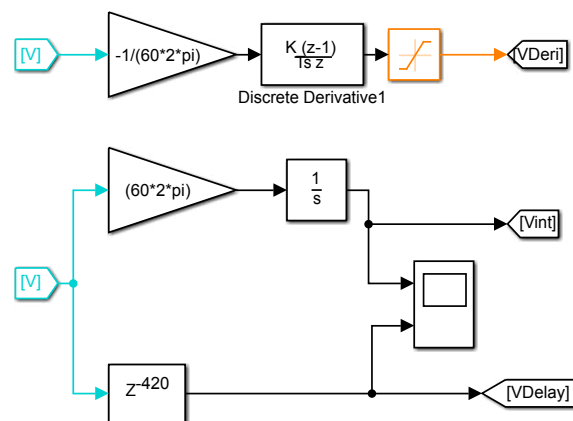 [V]
-1/(60*2*pi)
K (z-1)
Ts z
[VDeri]
Discrete Derivative1
(60*2*pi)
1
s
[Vint]
[V]
Z-420
[VDelay]